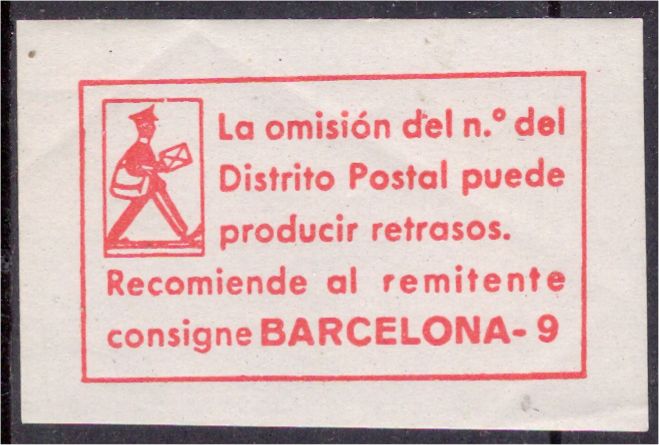 La omisión del n.º del
Distrito Postal puede
producir retrasos.
Recomiende al remitente
consigne BARCELONA- 9